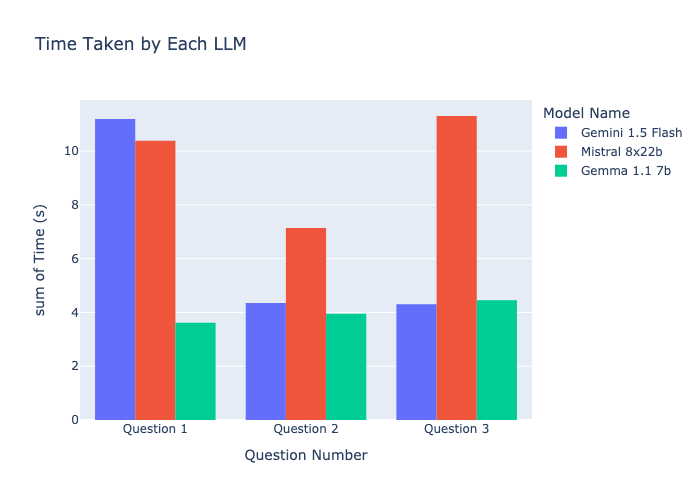 Time Taken by Each LLM
Model Name
Gemini 1.5 Flash
Mistral 8x22b
Gemma 1.1 7b
sum of Time (s)
10
8
6
4
2
0
Question 1
Question 2
Question 3
Question Number